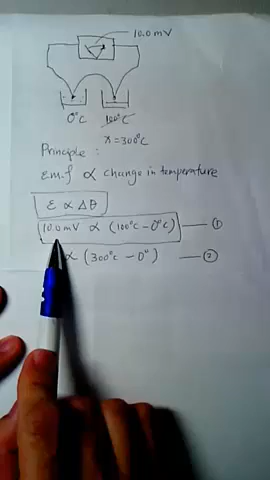 10.0 mV
0°C 100°C
x = 300°C
Principle :
Emf ∝ change in temperature
ε ∝ Δθ
10.0 mV ∝ (100°C − 0°C) — ①
∝ (300°C − 0°) — ②